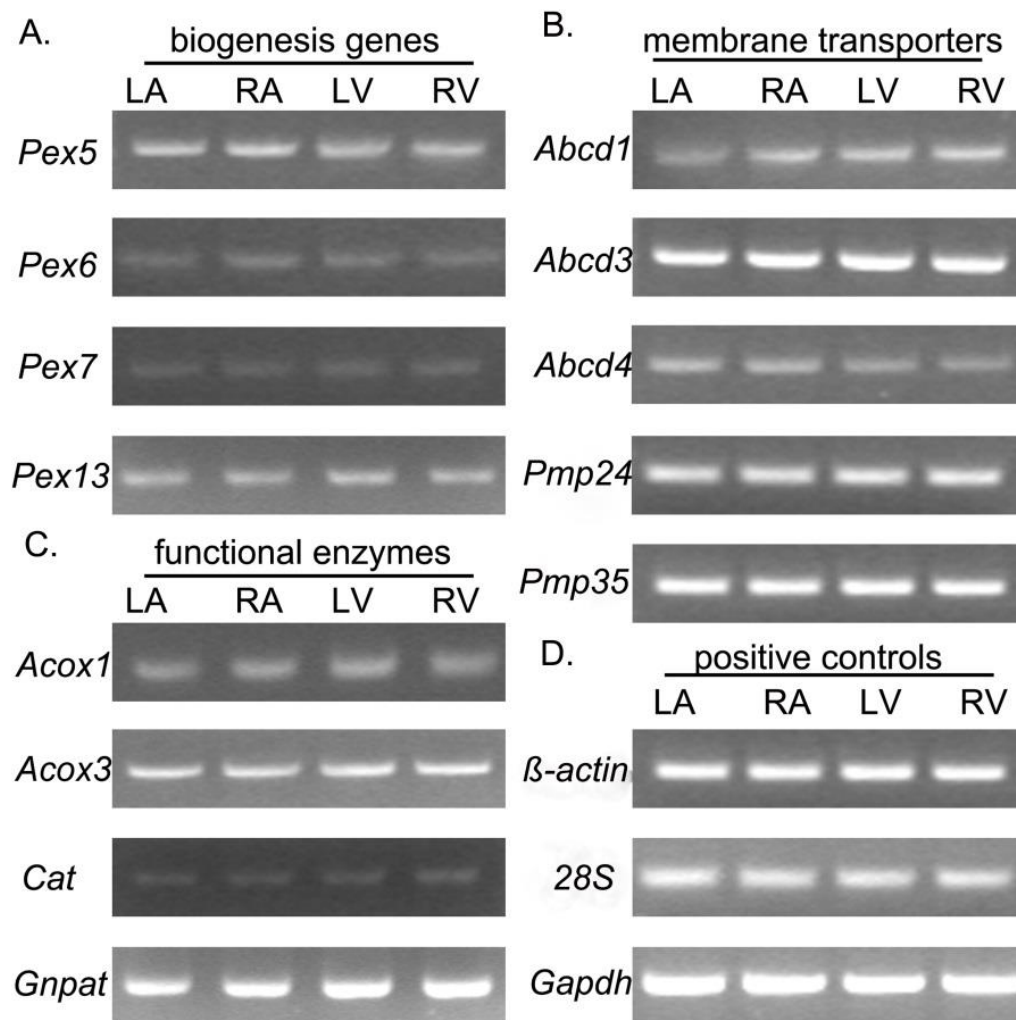 A.
biogenesis genes
LA RA LV RV
Pex5
Pex6
Pex7
Pex13
B.
membrane transporters
LA RA LV RV
Abcd1
Abcd3
Abcd4
Pmp24
Pmp35
C.
functional enzymes
LA RA LV RV
Acox1
Acox3
Cat
Gnpat
D.
positive controls
LA RA LV RV
ß-actin
28S
Gapdh